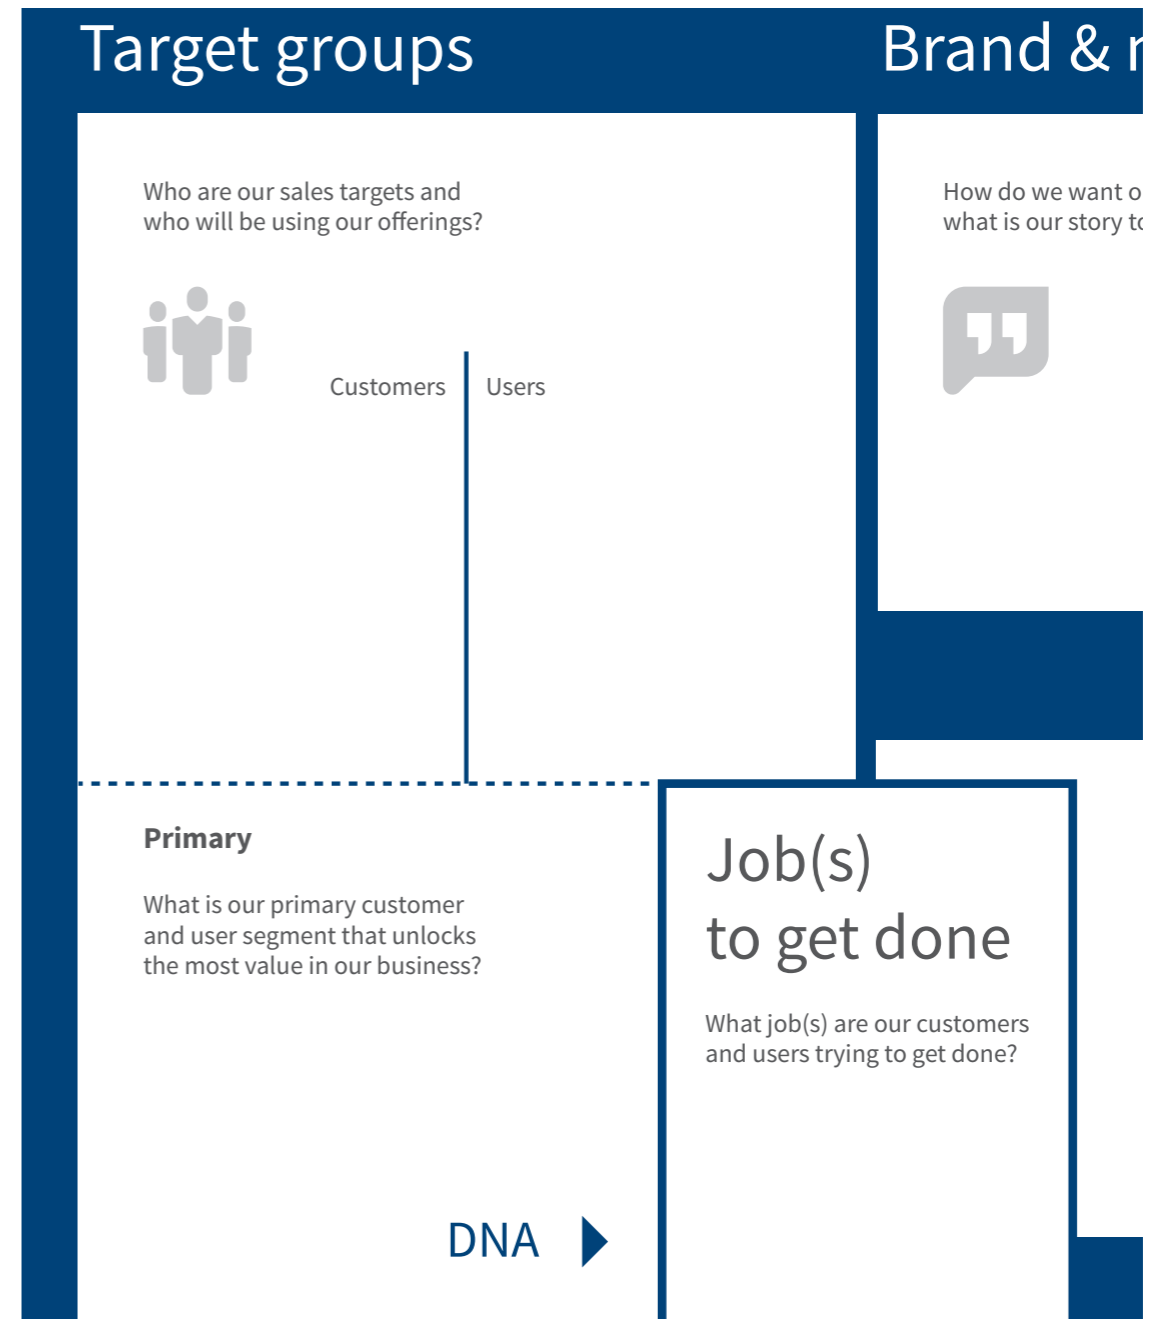 Target groups
Who are our sales targets and
who will be using our offerings?
Customers
Users
Primary
What is our primary customer
and user segment that unlocks
the most value in our business?
DNA
Brand &
How do we want
what is our story
Job(s)
to get done
What job(s) are our customers
and users trying to get done?